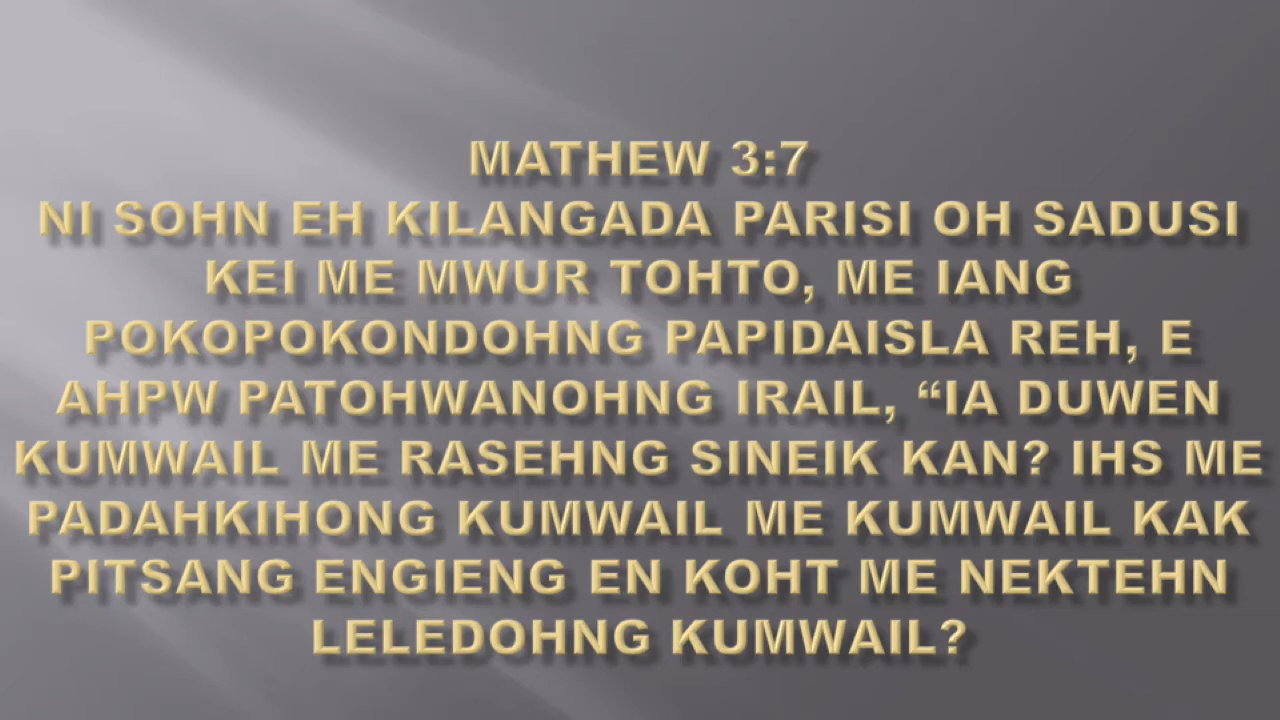 MATHEW 3:7
NI SOHN EH KILANGADA PARISI OH SADUSI
KEI ME MWUR TOHTO, ME IANG
POKOPOKONDOHNG PAPIDAISLA REH, E
AHPW PATOHWANOHNG IRAIL, “IA DUWEN
KUMWAIL ME RASEHNG SINEIK KAN? IHS ME
PADAHKIHONG KUMWAIL ME KUMWAIL KAK
PITSANG ENGIENG EN KOHT ME NEKTEHN
LELEDOHNG KUMWAIL?